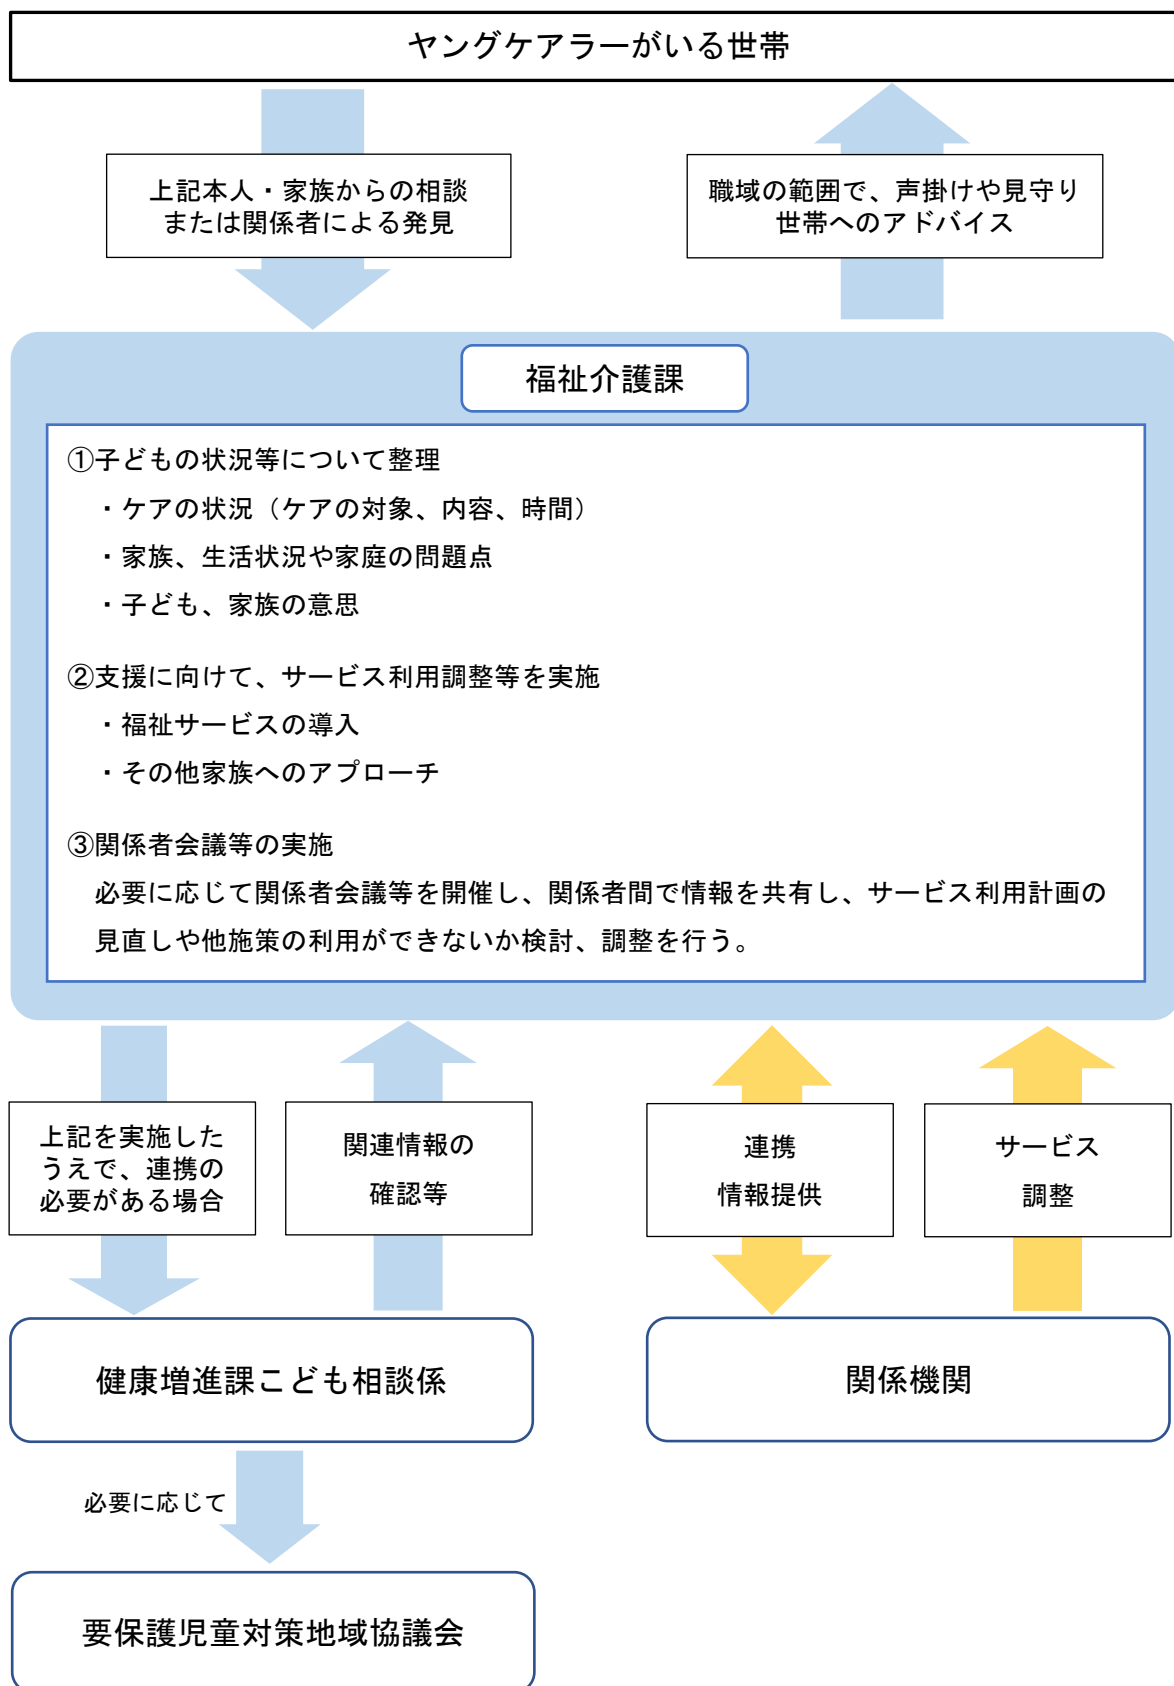 ヤングケアラーがいる世帯
上記本人・家族からの相談
または関係者による発見
職域の範囲で、声掛けや見守り
世帯へのアドバイス
福祉介護課
①子どもの状況等について整理
・ケアの状況（ケアの対象、内容、時間）
・家族、生活状況や家庭の問題点
・子ども、家族の意思
②支援に向けて、サービス利用調整等を実施
・福祉サービスの導入
・その他家族へのアプローチ
③関係者会議等の実施
必要に応じて関係者会議等を開催し、関係者間で情報を共有し、サービス利用計画の
見直しや他施策の利用ができないか検討、調整を行う。
上記を実施した
うえで、連携の
必要がある場合
関連情報の
確認等
連携
情報提供
サービス
調整
健康増進課こども相談係
関係機関
必要に応じて
要保護児童対策地域協議会